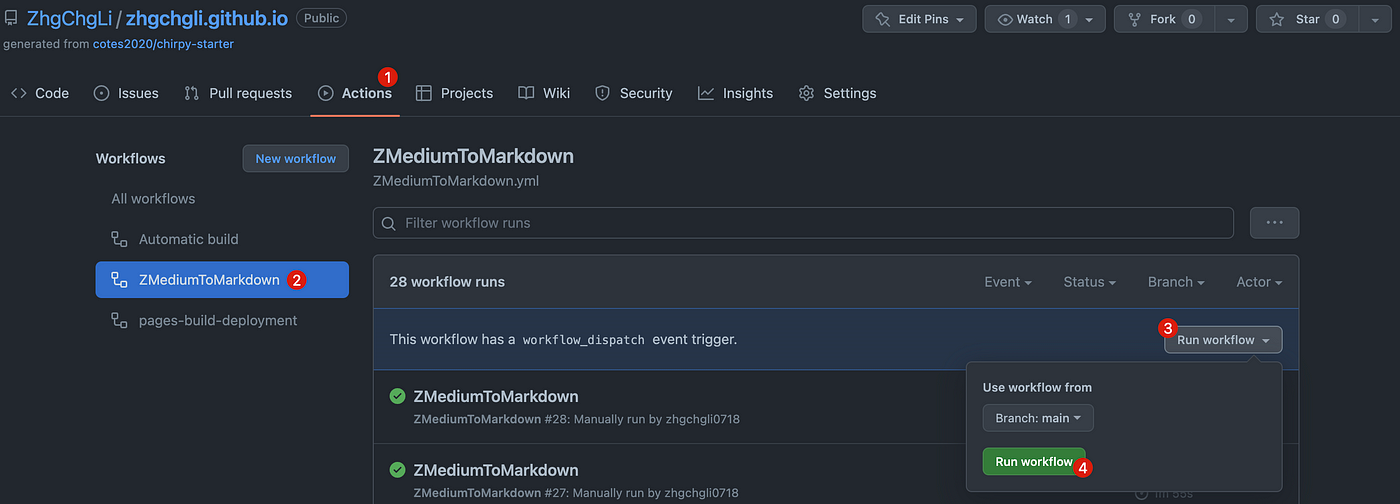 ZhgChgLi / zhgchgli.github.io Public
Edit Pins Watch 1 Fork 0 Star 0
generated from cotes2020/chirpy-starter
1
Code Issues Pull requests Actions Projects Wiki Security Insights Settings
Workflows New workflow
All workflows
Automatic build
ZMediumToMarkdown 2
pages-build-deployment
ZMediumToMarkdown
ZMediumToMarkdown.yml
Filter workflow runs
28 workflow runs Event Status Branch Actor
This workflow has a workflow_dispatch event trigger.
3 Run workflow
Use workflow from
Branch: main
Run workflow 4
ZMediumToMarkdown
ZMediumToMarkdown #28: Manually run by zhgchgli0718
ZMediumToMarkdown
ZMediumToMarkdown #27: Manually run by zhgchgli0718
1m 55s